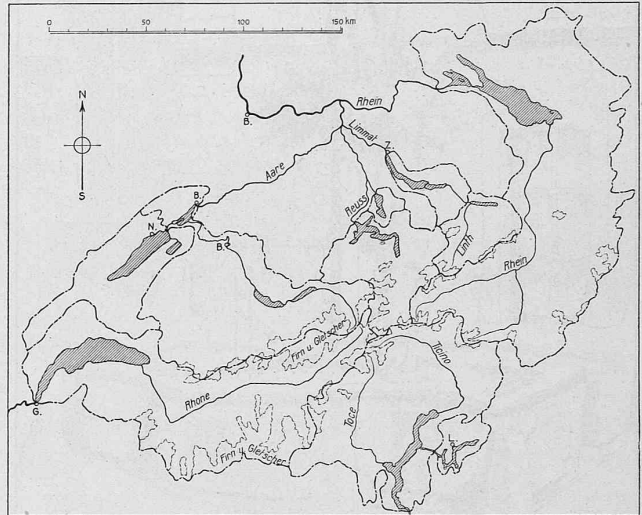 0 50 100 150 km
N
S
Rhein
B.
Limmat
Z.
Aare
B.
Reuss
N.
B.
Linth
Rhein
Firn u. Gletscher
Ticino
Rhone
Toce
G.
Firn u. Gletscher